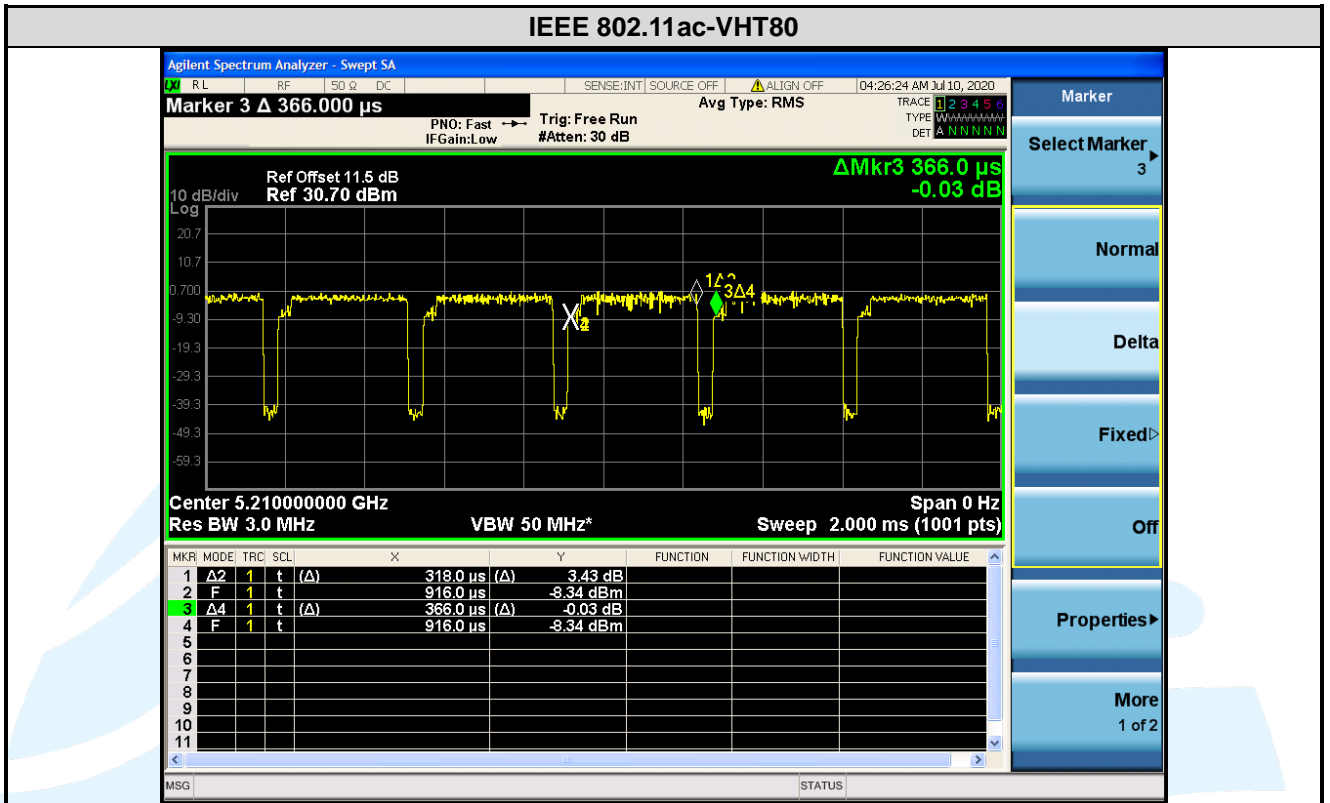 IEEE 802.11ac-VHT80
Agilent Spectrum Analyzer - Swept SA
LXI RL RF 50 Ω DC SENSE:INT SOURCE OFF ALIGN OFF 04:26:24 AM Jul 10, 2020
Marker 3 Δ 366.000 µs
PNO: Fast
IFGain:Low
Trig: Free Run
#Atten: 30 dB
Avg Type: RMS
TRACE 1 2 3 4 5 6
TYPE WWWWWW
DET A N N N N N
ΔMkr3 366.0 µs
-0.03 dB
Ref Offset 11.5 dB
10 dB/div Ref 30.70 dBm
Log
20.7
10.7
0.700
-9.30
-19.3
-29.3
-39.3
-49.3
-59.3
3Δ4
Center 5.210000000 GHz Span 0 Hz
Res BW 3.0 MHz VBW 50 MHz* Sweep 2.000 ms (1001 pts)
MKR MODE TRC SCL X Y FUNCTION FUNCTION WIDTH FUNCTION VALUE
1 Δ2 1 t (Δ) 318.0 µs (Δ) 3.43 dB
2 F 1 t 916.0 µs -8.34 dBm
3 Δ4 1 t (Δ) 366.0 µs (Δ) -0.03 dB
4 F 1 t 916.0 µs -8.34 dBm
5
6
7
8
9
10
11
MSG STATUS
Marker
Select Marker
3
Normal
Delta
Fixed
Off
Properties
More
1 of 2